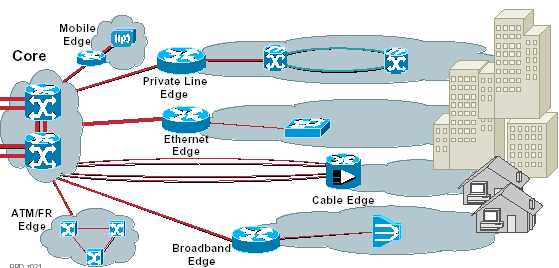 Mobile
Edge
Core
Private Line
Edge
Ethernet
Edge
Cable Edge
ATM/FR
Edge
Broadband
Edge